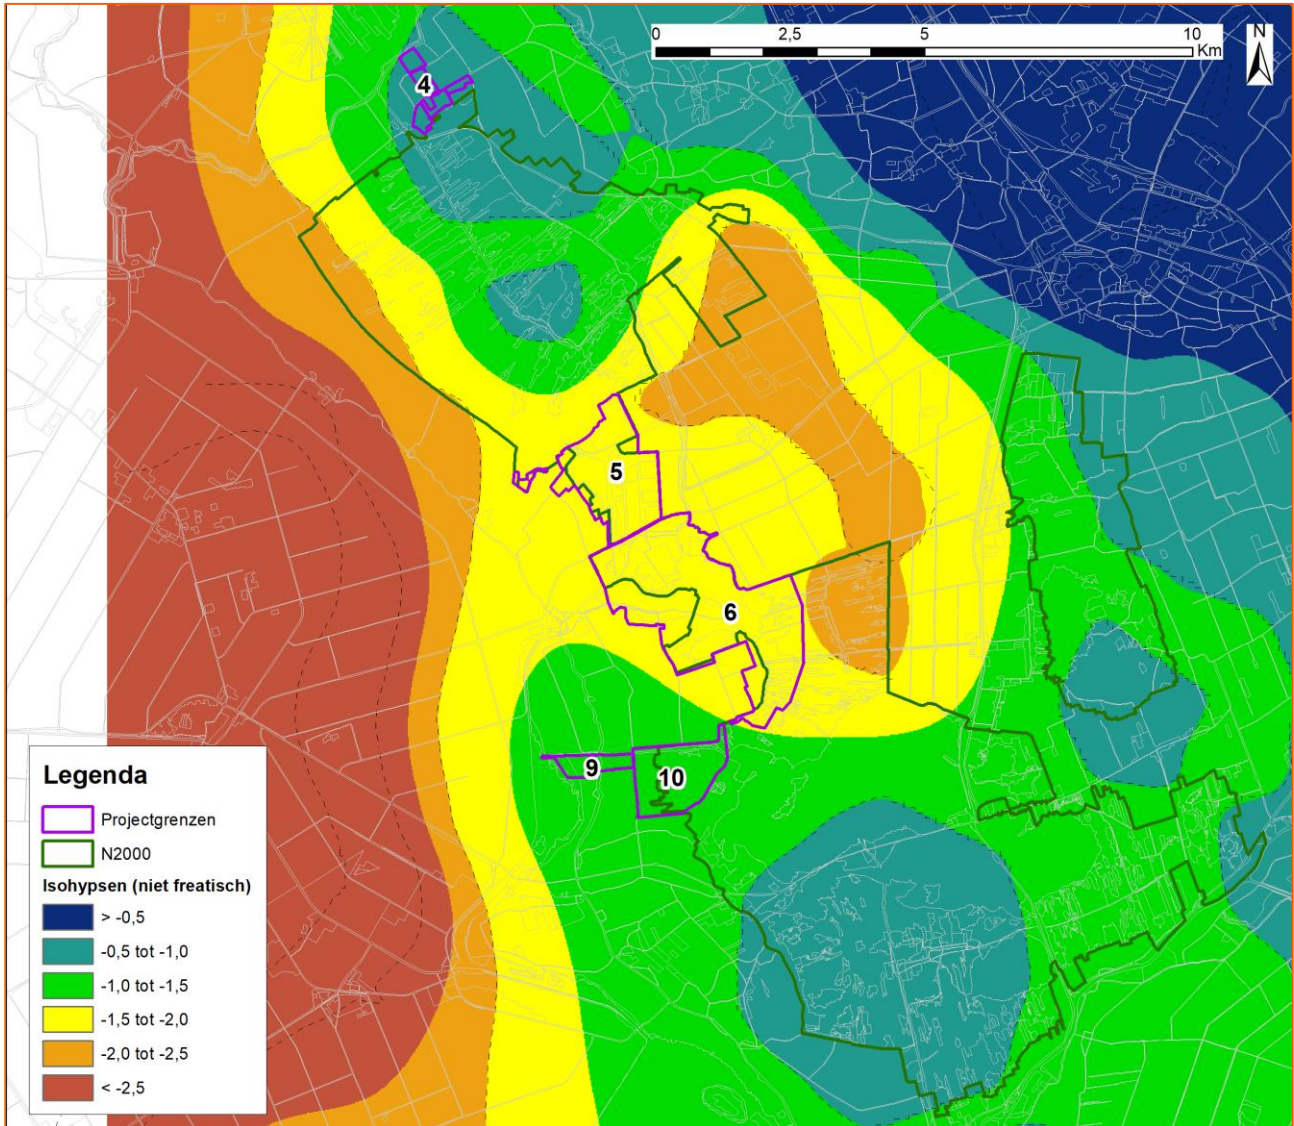 0 2,5 5 10
Km
N
4
5
6
9
10
Legenda
Projectgrenzen
N2000
Isohypsen (niet freatisch)
> -0,5
-0,5 tot -1,0
-1,0 tot -1,5
-1,5 tot -2,0
-2,0 tot -2,5
< -2,5